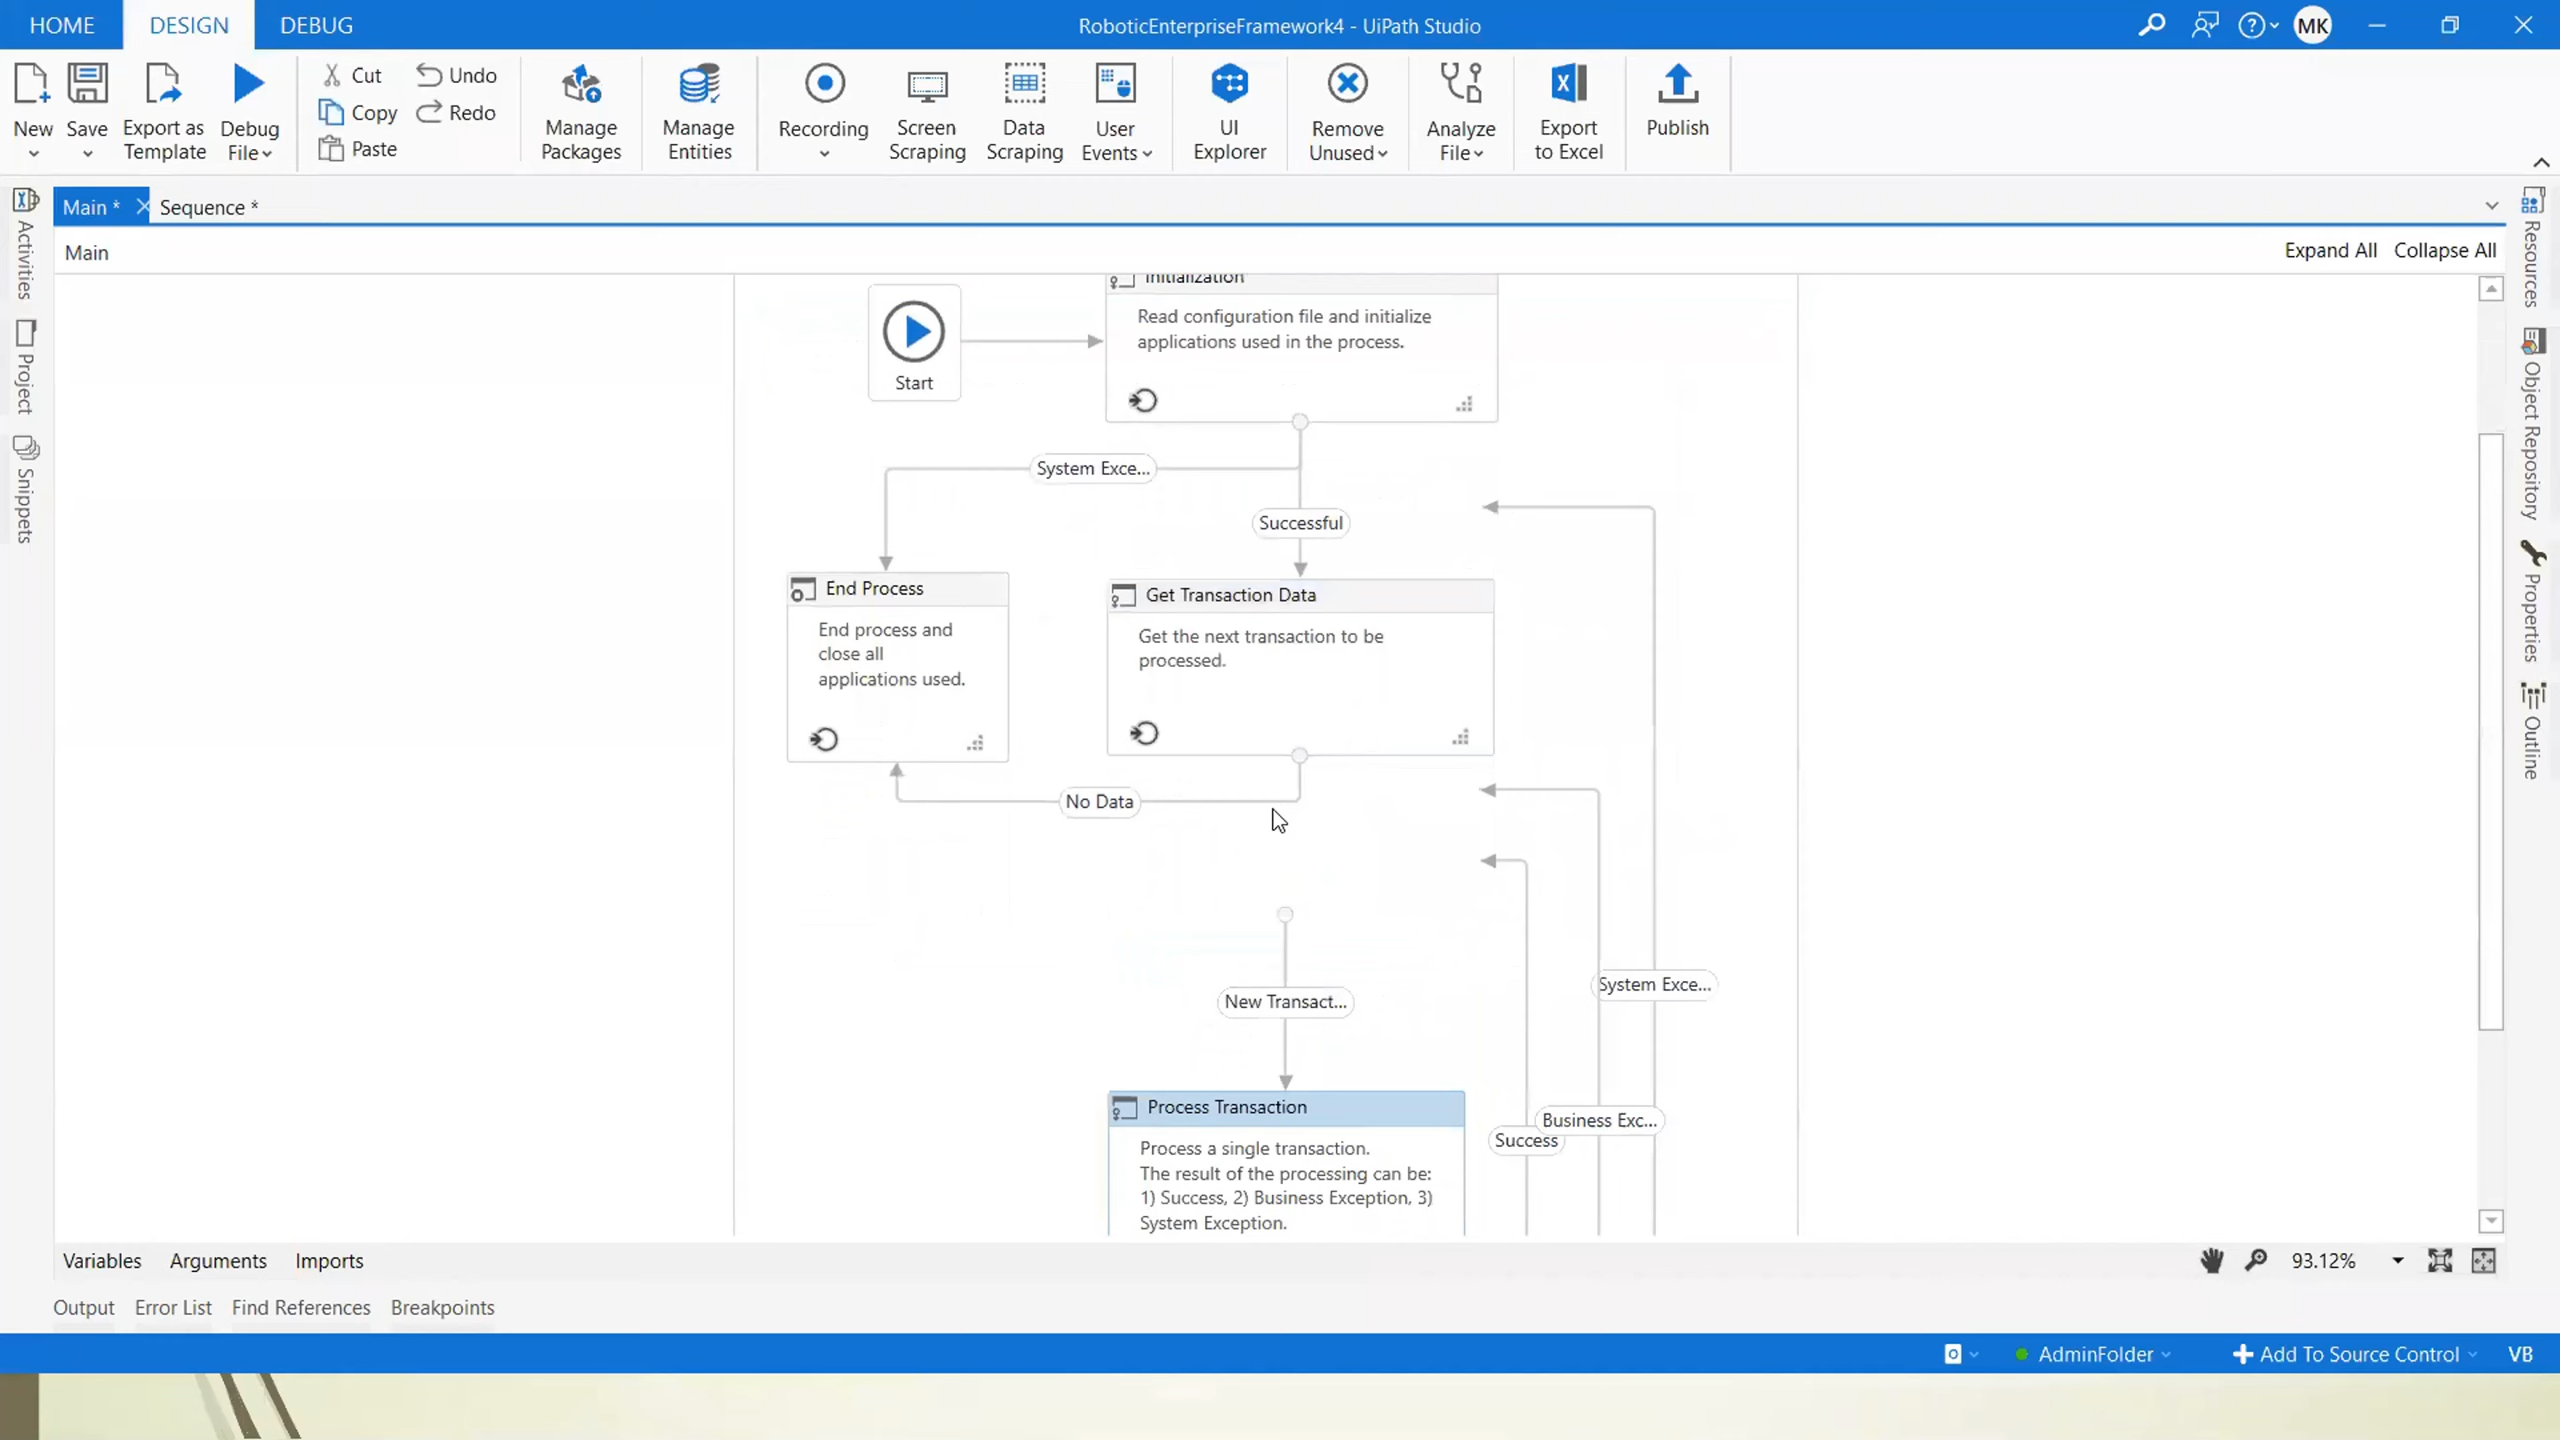 HOME
DESIGN
DEBUG
RoboticEnterpriseFramework4 - UiPath Studio
MK
New
Save
Export as
Template
Debug
File
Cut
Copy
Paste
Undo
Redo
Manage
Packages
Manage
Entities
Recording
Screen
Scraping
Data
Scraping
User
Events
UI
Explorer
Remove
Unused
Analyze
File
Export
to Excel
Publish
Main *
Sequence *
Main
Expand All
Collapse All
Activities
Project
Snippets
Resources
Object Repository
Properties
Outline
Initialization
Read configuration file and initialize
applications used in the process.
Start
System Exce...
Successful
End Process
End process and
close all
applications used.
Get Transaction Data
Get the next transaction to be
processed.
No Data
New Transact...
System Exce...
Business Exc...
Success
Process Transaction
Process a single transaction.
The result of the processing can be:
1) Success, 2) Business Exception, 3)
System Exception.
Variables
Arguments
Imports
93.12%
Output
Error List
Find References
Breakpoints
AdminFolder
Add To Source Control
VB